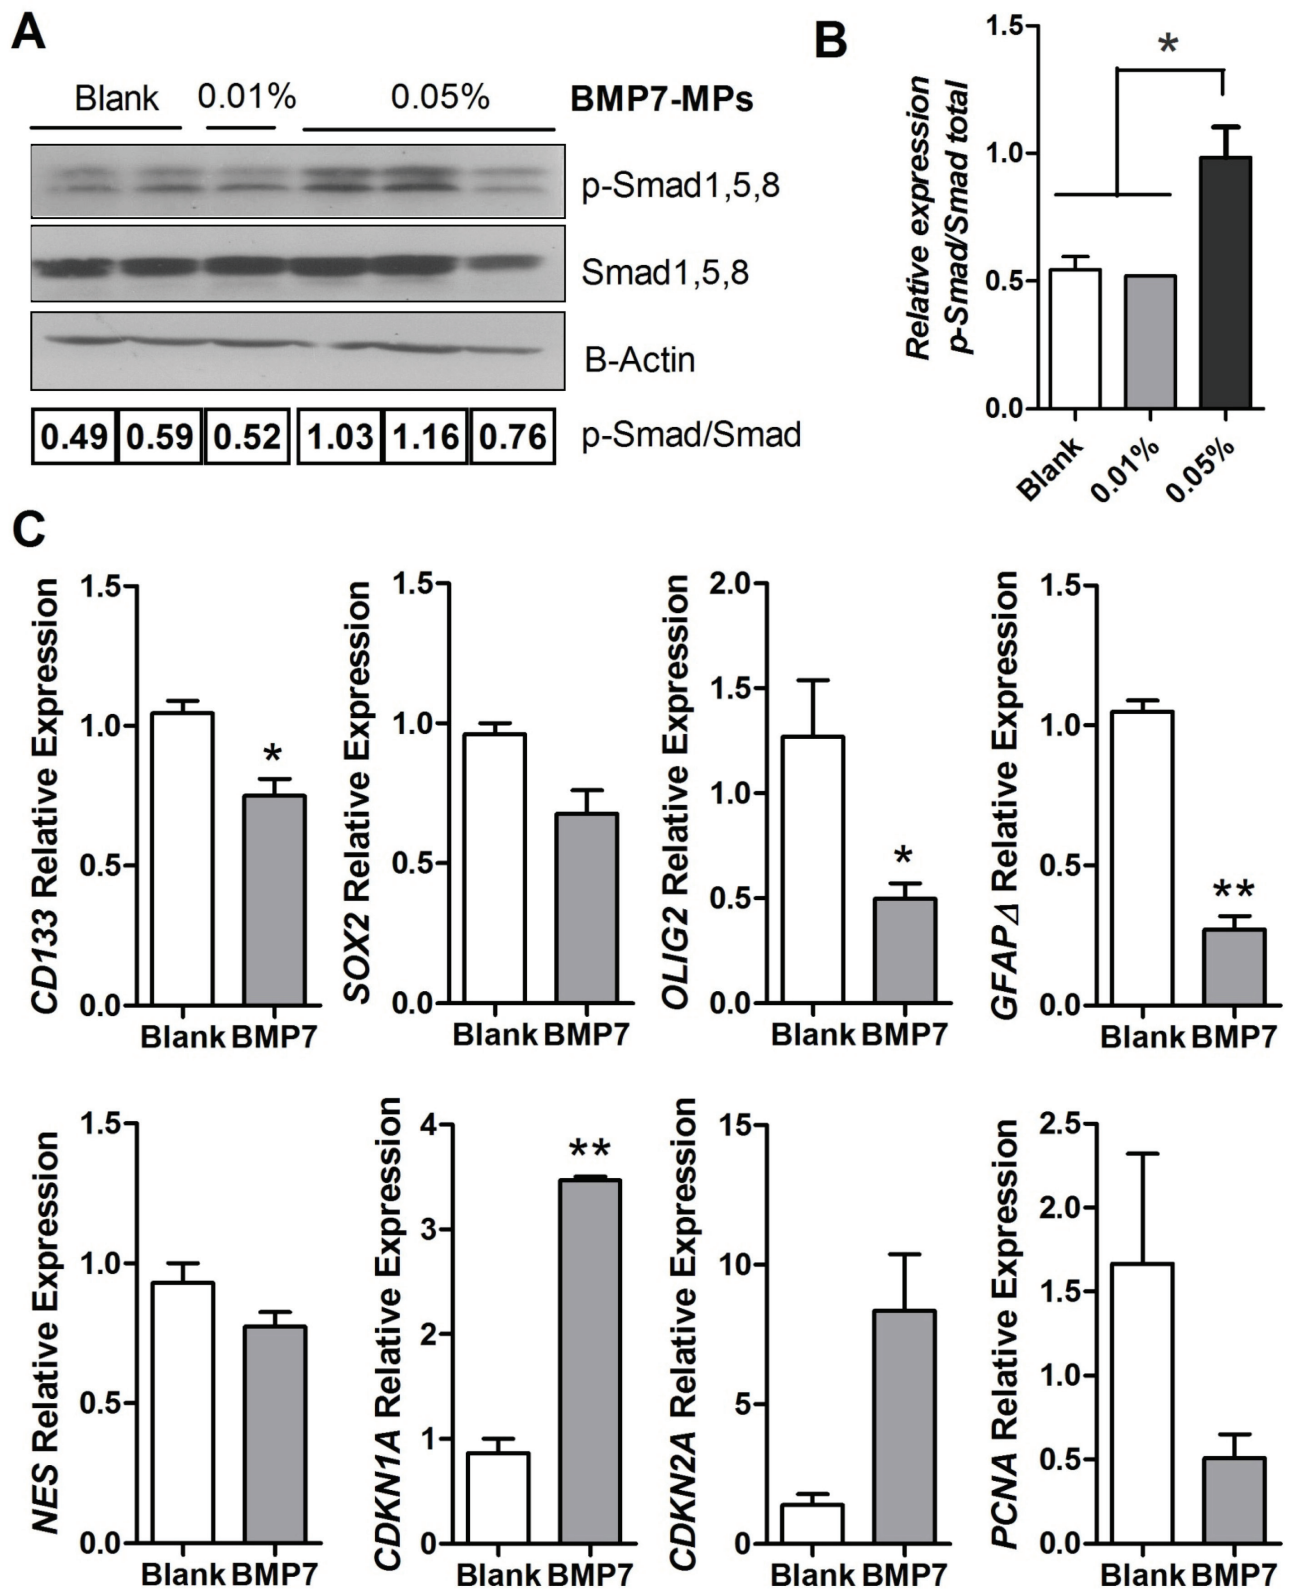 A
Blank 0.01% 0.05% BMP7-MPs
p-Smad1,5,8
Smad1,5,8
B-Actin
0.49 0.59 0.52 1.03 1.16 0.76 p-Smad/Smad
B
Relative expression
p-Smad/Smad total
1.5
1.0
0.5
0.0
*
Blank 0.01% 0.05%
C
CD133 Relative Expression
1.5
1.0
0.5
0.0
*
Blank BMP7
SOX2 Relative Expression
1.5
1.0
0.5
0.0
Blank BMP7
OLIG2 Relative Expression
2.0
1.5
1.0
0.5
0.0
*
Blank BMP7
GFAPΔ Relative Expression
1.5
1.0
0.5
0.0
**
Blank BMP7
NES Relative Expression
1.5
1.0
0.5
0.0
Blank BMP7
CDKN1A Relative Expression
4
3
2
1
0
**
Blank BMP7
CDKN2A Relative Expression
15
10
5
0
Blank BMP7
PCNA Relative Expression
2.5
2.0
1.5
1.0
0.5
0.0
Blank BMP7